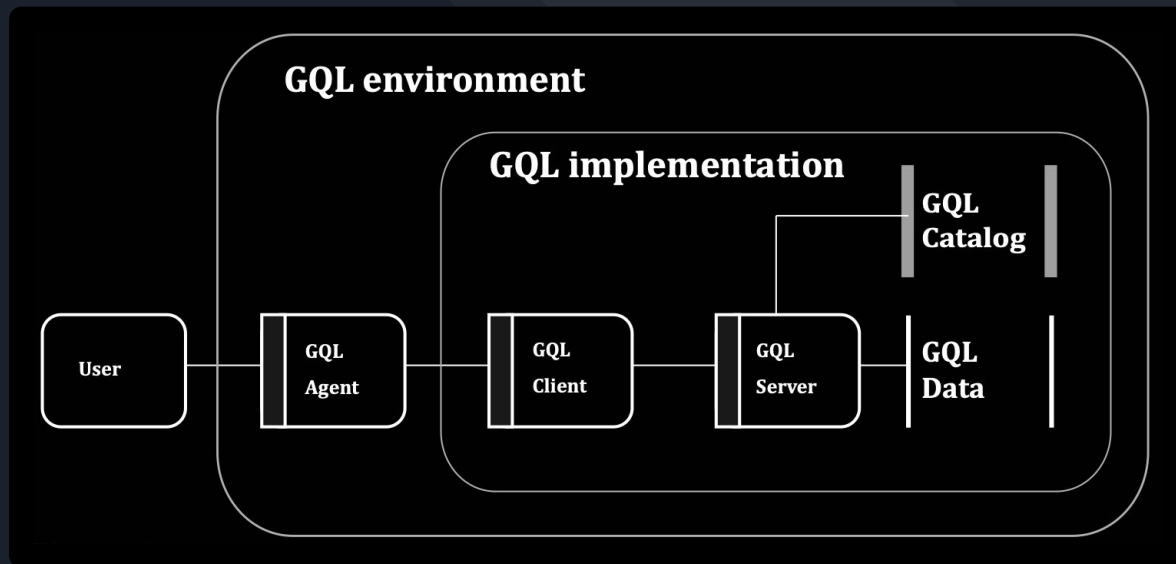 GQL environment
GQL implementation
GQL
Catalog
User
GQL
Agent
GQL
Client
GQL
Server
GQL
Data